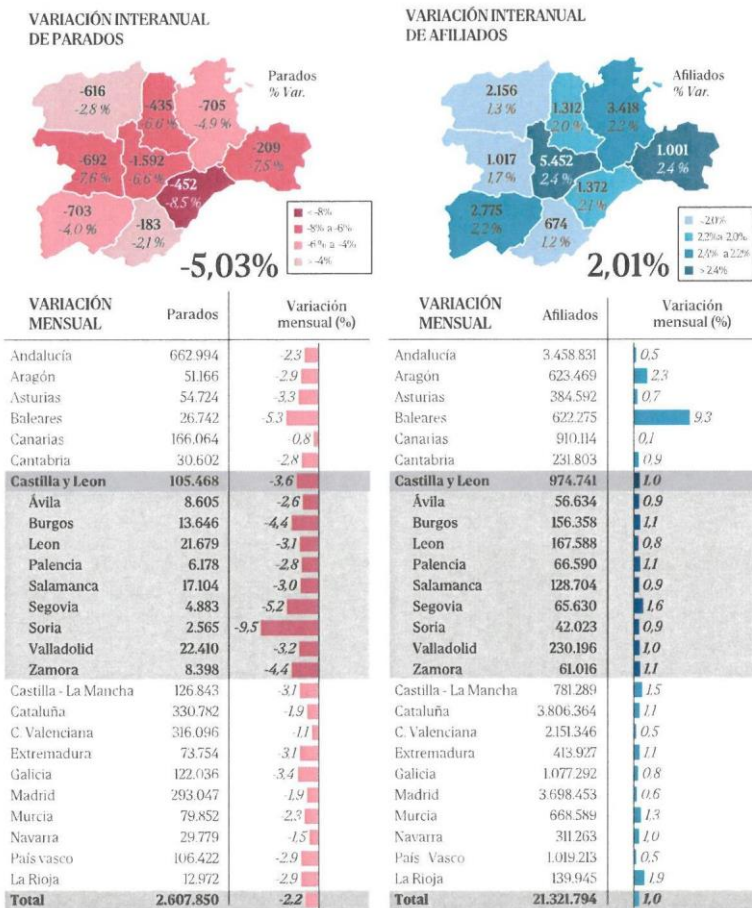 VARIACIÓN INTERANUAL
DE PARADOS
Parados
% Var.
-616
-2,8 %
-435
-6,6 %
-705
-4,9 %
-692
-7,6 %
-1.592
-6,6 %
-209
-7,5 %
-452
-8,5 %
-703
-4,0 %
-183
-2,1 %
< -8%
-8% a -6%
-6 % a -4%
> -4%
-5,03%
VARIACIÓN INTERANUAL
DE AFILIADOS
Afiliados
% Var.
2.156
1,3 %
1.312
2,0 %
3.418
2,2 %
1.017
1,7 %
5.452
2,4 %
1.001
2,4 %
1.372
2,1 %
2.775
2,2 %
674
1,2 %
2,2% a 2,0%
2,4% a 2,2%
> 2,4%
2,01%
VARIACIÓN
MENSUAL
Parados
Variación
mensual (%)
Andalucía 662.994 -2,3
Aragón 51.166 -2,9
Asturias 54.724 -3,3
Baleares 26.742 -5,3
Canarias 166.064 -0,8
Cantabria 30.602 -2,8
Castilla y Leon 105.468 -3,6
Ávila 8.605 -2,6
Burgos 13.646 -4,4
Leon 21.679 -3,1
Palencia 6.178 -2,8
Salamanca 17.104 -3,0
Segovia 4.883 -5,2
Soria 2.565 -9,5
Valladolid 22.410 -3,2
Zamora 8.398 -4,4
Castilla - La Mancha 126.843 -3,1
Cataluña 330.782 -1,9
C. Valenciana 316.096 -1,1
Extremadura 73.754 -3,1
Galicia 122.036 -3,4
Madrid 293.047 -1,9
Murcia 79.852 -2,3
Navarra 29.779 -1,5
País vasco 106.422 -2,9
La Rioja 12.972 -2,9
Total 2.607.850 -2,2
VARIACIÓN
MENSUAL
Afiliados
Variación
mensual (%)
Andalucía 3.458.831 0,5
Aragón 623.469 2,3
Asturias 384.592 0,7
Baleares 622.275 9,3
Canarias 910.114 0,1
Cantabria 231.803 0,9
Castilla y Leon 974.741 1,0
Ávila 56.634 0,9
Burgos 156.358 1,1
Leon 167.588 0,8
Palencia 66.590 1,1
Salamanca 128.704 0,9
Segovia 65.630 1,6
Soria 42.023 0,9
Valladolid 230.196 1,0
Zamora 61.016 1,1
Castilla - La Mancha 781.289 1,5
Cataluña 3.806.364 1,1
C. Valenciana 2.151.346 0,5
Extremadura 413.927 1,1
Galicia 1.077.292 0,8
Madrid 3.698.453 0,6
Murcia 668.589 1,3
Navarra 311.263 1,0
País Vasco 1.019.213 0,5
La Rioja 139.945 1,9
Total 21.321.794 1,0